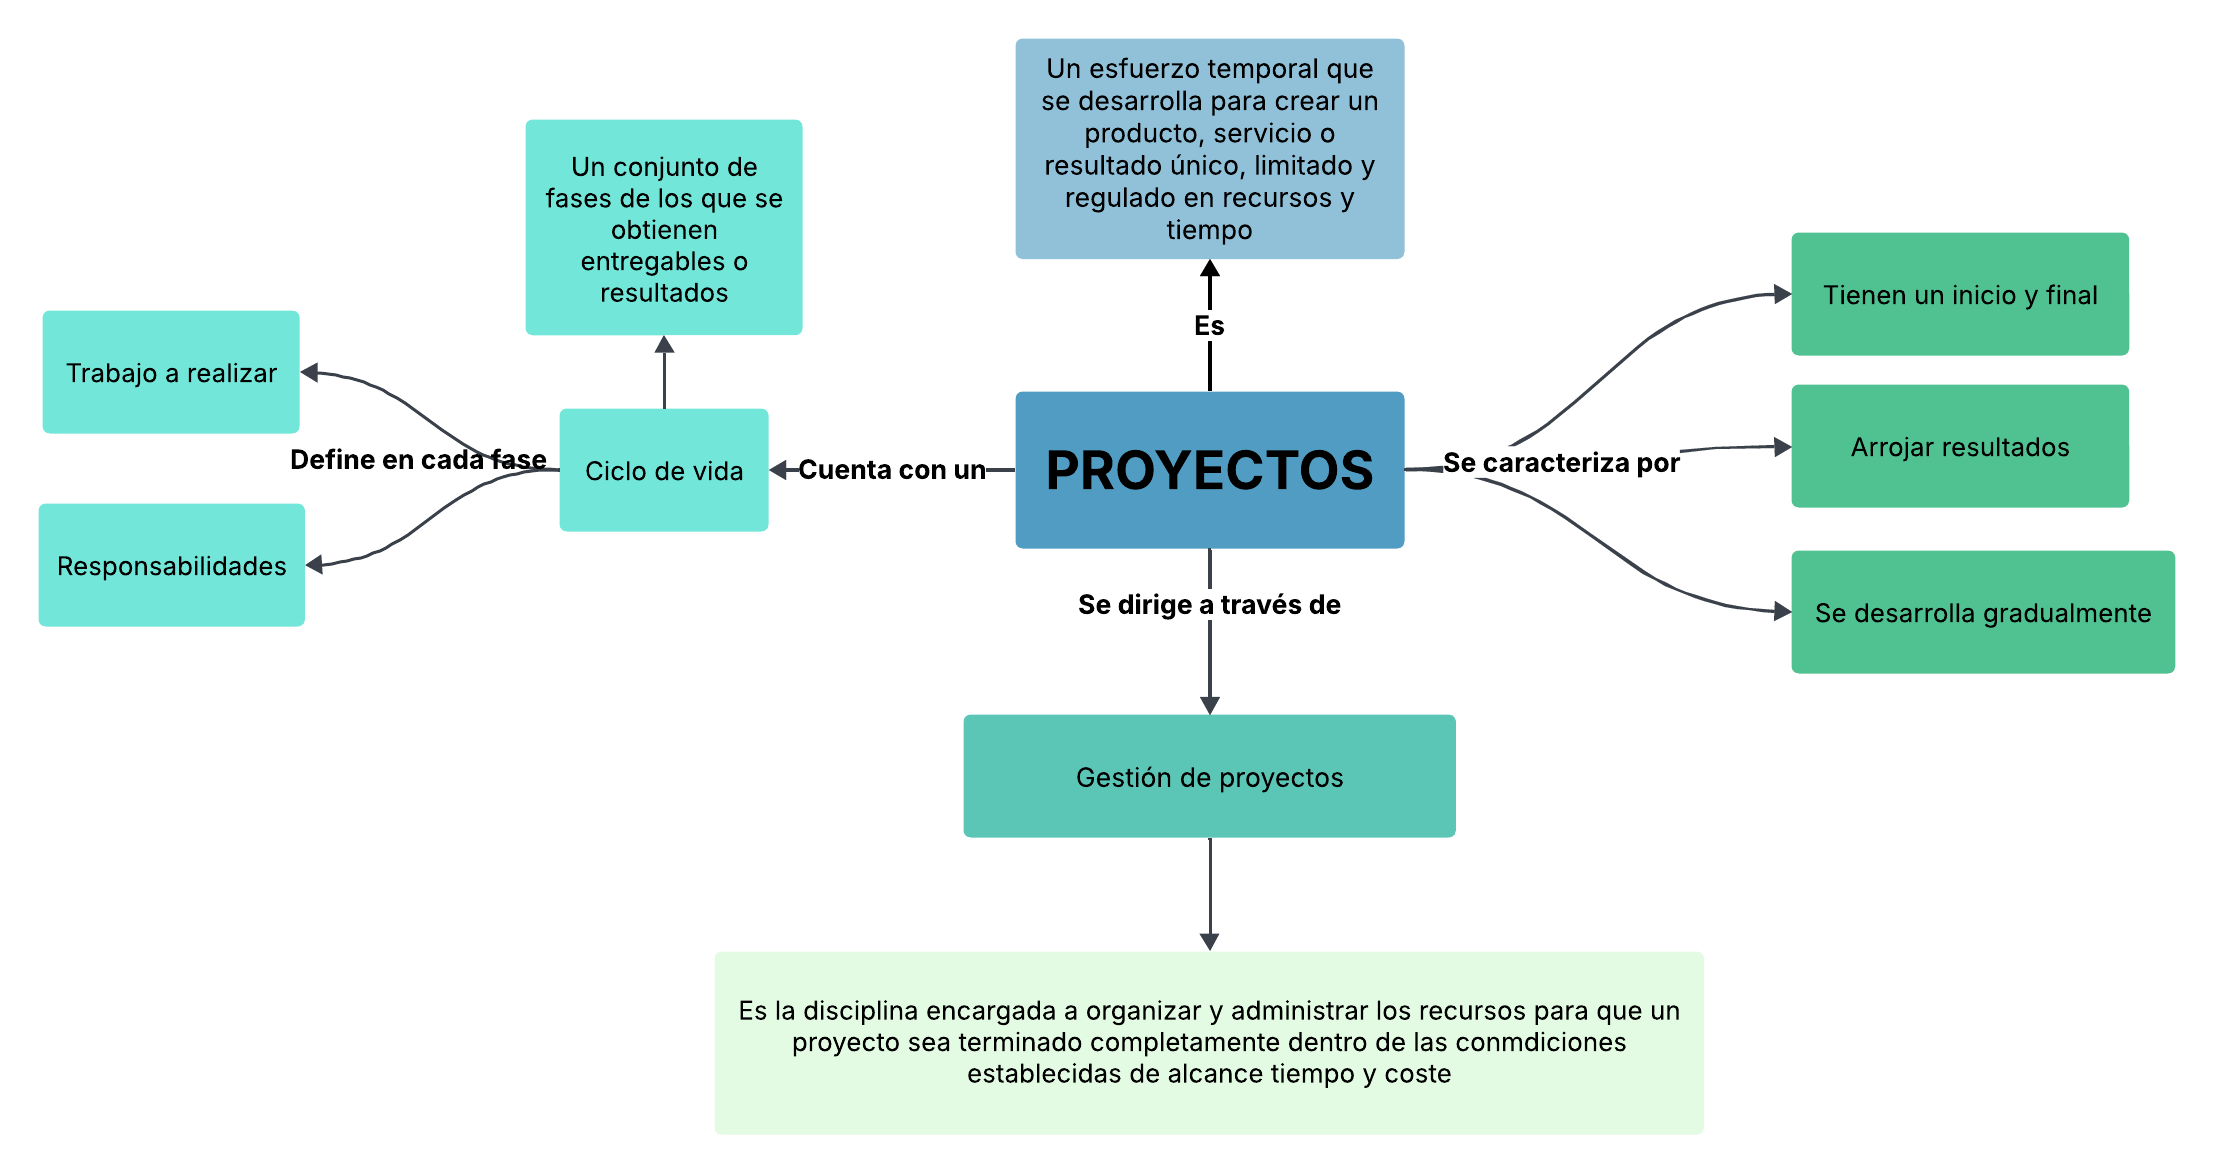 Un esfuerzo temporal que
se desarrolla para crear un
producto, servicio o
resultado único, limitado y
regulado en recursos y
tiempo
Un conjunto de
fases de los que se
obtienen
entregables o
resultados
Es
Tienen un inicio y final
Trabajo a realizar
Define en cada fase
Ciclo de vida
Cuenta con un
PROYECTOS
Se caracteriza por
Arrojar resultados
Responsabilidades
Se desarrolla gradualmente
Se dirige a través de
Gestión de proyectos
Es la disciplina encargada a organizar y administrar los recursos para que un
proyecto sea terminado completamente dentro de las conmdiciones
establecidas de alcance tiempo y coste